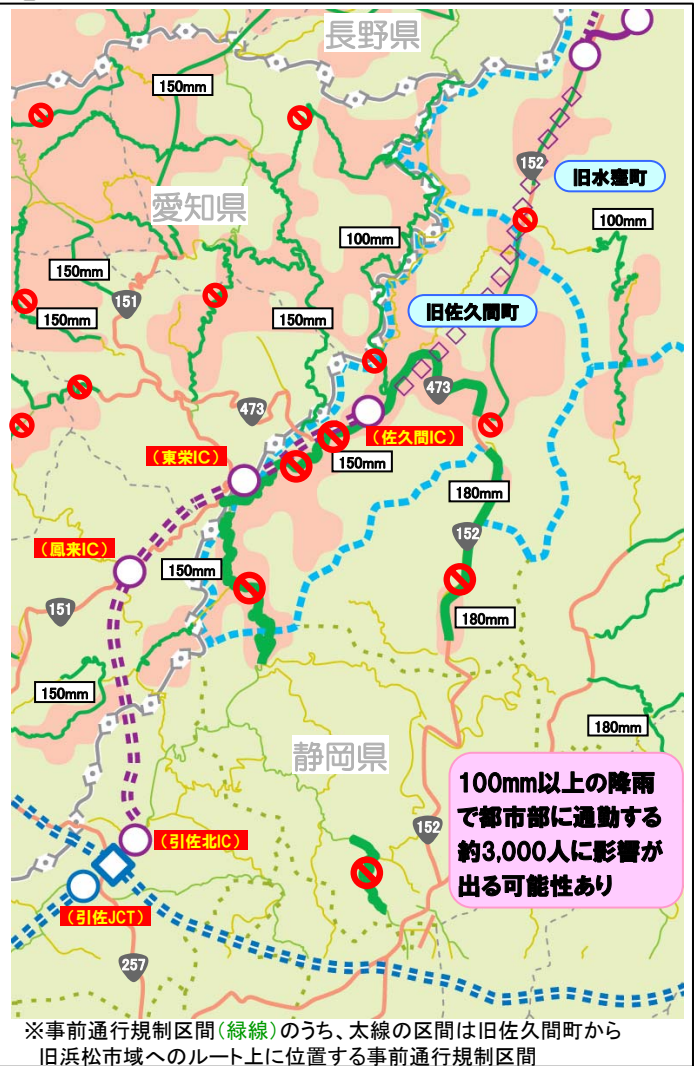 長野県
150mm
152
旧水窪町
愛知県
100mm
100mm
150mm
151
150mm
150mm
旧佐久間町
473
473
(佐久間IC)
(東栄IC)
150mm
180mm
152
(鳳来IC)
150mm
151
180mm
150mm
180mm
静岡県
100mm以上の降雨
で都市部に通勤する
約3,000人に影響が
出る可能性あり
152
(引佐北IC)
(引佐JCT)
257
※事前通行規制区間(緑線)のうち、太線の区間は旧佐久間町から
旧浜松市域へのルート上に位置する事前通行規制区間